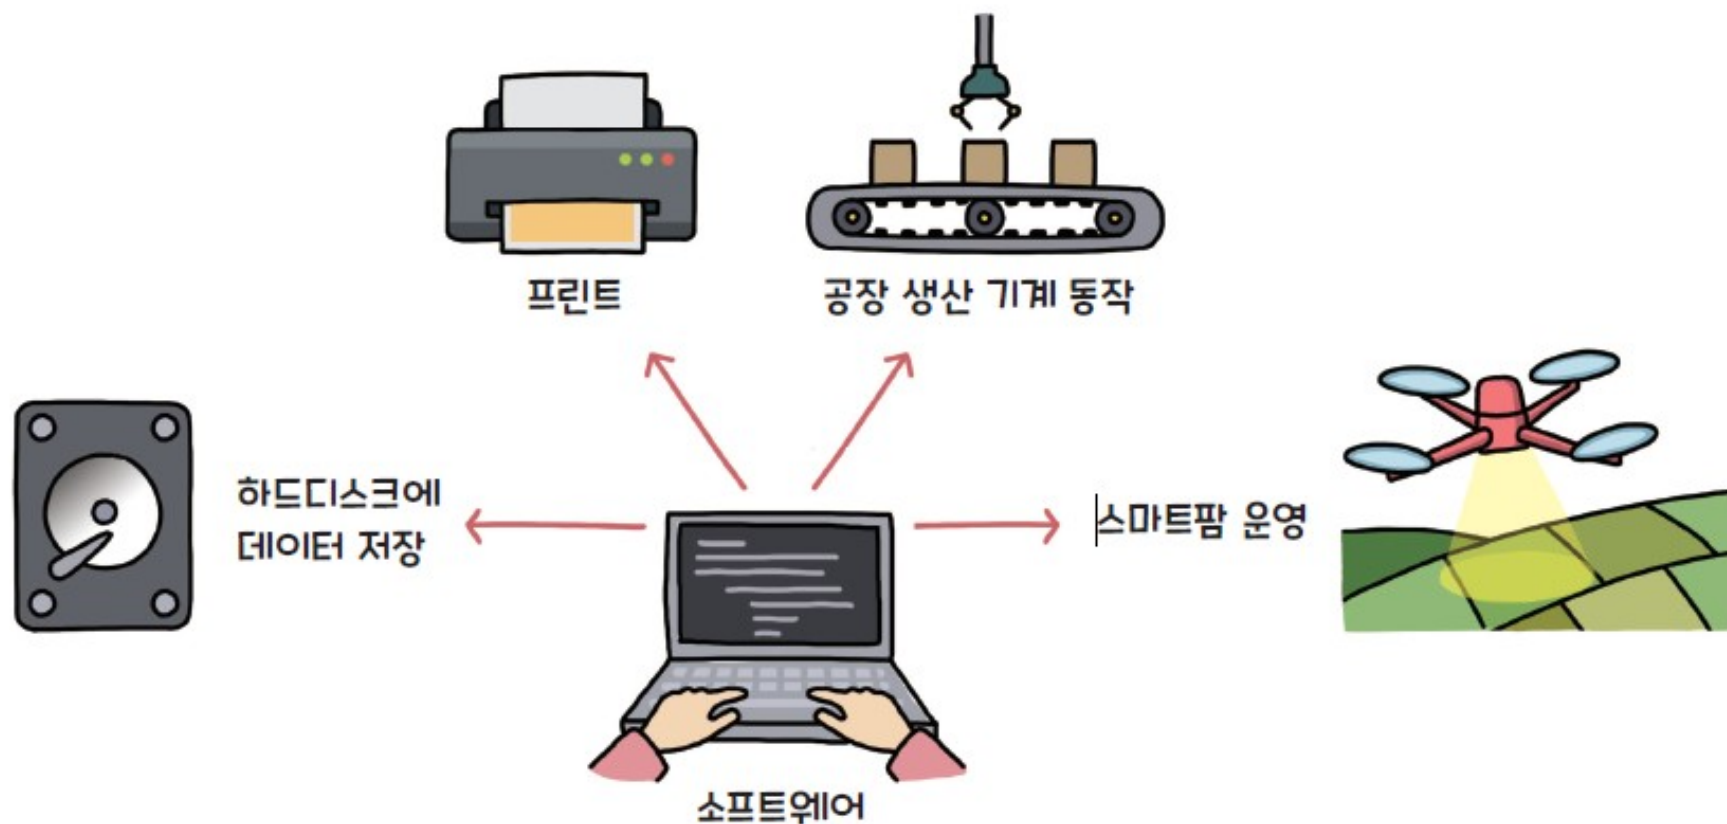 프린트
공장 생산 기계 동작
하드디스크에
데이터 저장
스마트팜 운영
소프트웨어